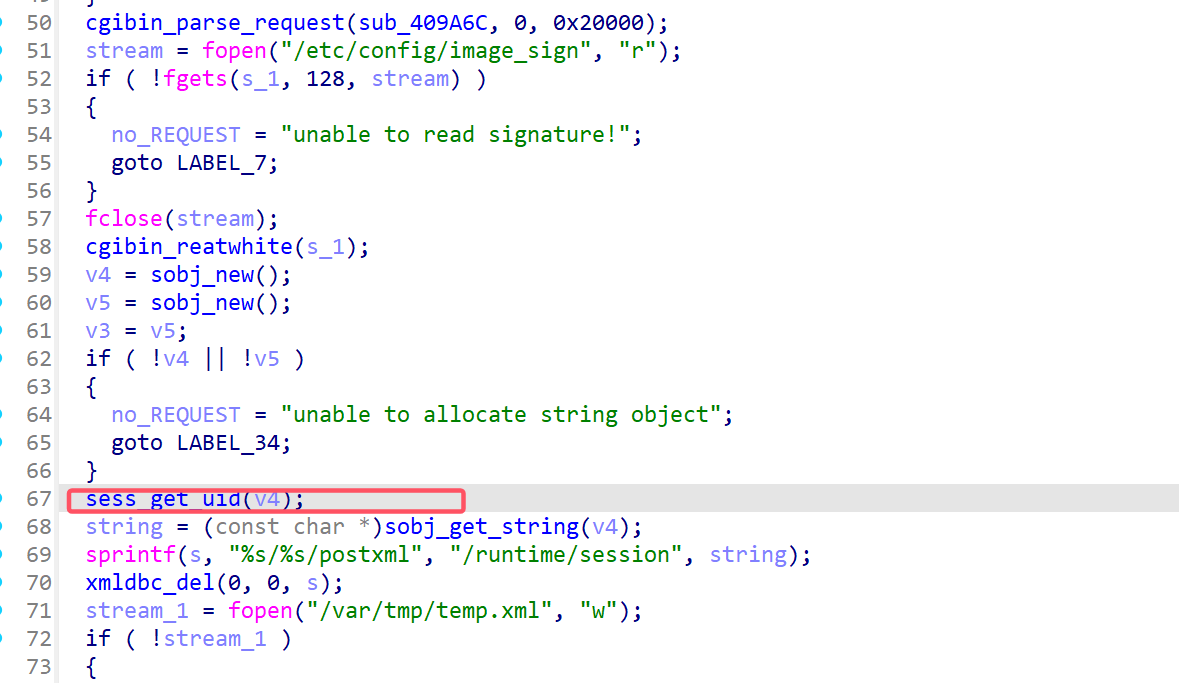 50 cgibin_parse_request(sub_409A6C, 0, 0x20000);
51 stream = fopen("/etc/config/image_sign", "r");
52 if ( !fgets(s_1, 128, stream) )
53 {
54 no_REQUEST = "unable to read signature!";
55 goto LABEL_7;
56 }
57 fclose(stream);
58 cgibin_reatwhite(s_1);
59 v4 = sobj_new();
60 v5 = sobj_new();
61 v3 = v5;
62 if ( !v4 || !v5 )
63 {
64 no_REQUEST = "unable to allocate string object";
65 goto LABEL_34;
66 }
67 sess_get_uid(v4);
68 string = (const char *)sobj_get_string(v4);
69 sprintf(s, "%s/%s/postxml", "/runtime/session", string);
70 xmldbc_del(0, 0, s);
71 stream_1 = fopen("/var/tmp/temp.xml", "w");
72 if ( !stream_1 )
73 {